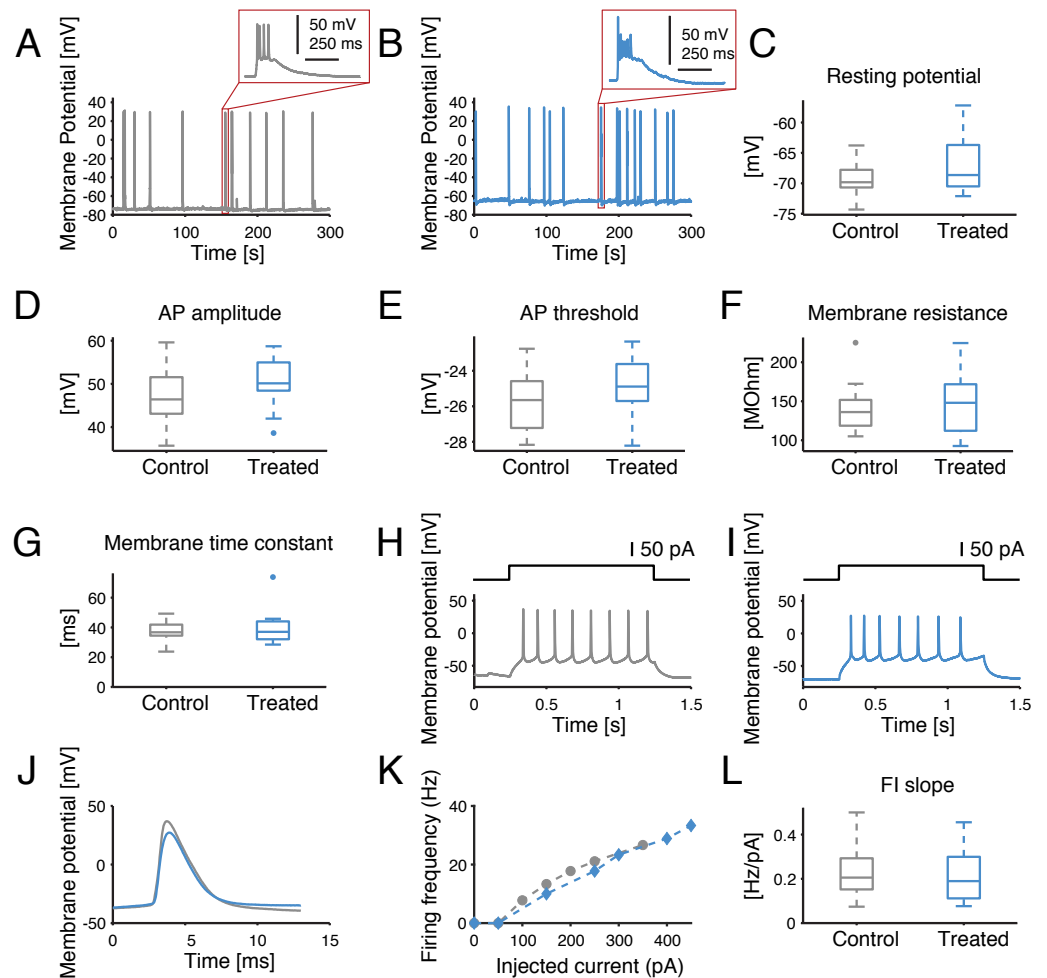 A
Membrane Potential [mV]
40
20
0
-20
-40
-60
-80
0
100
200
300
Time [s]
50 mV
250 ms
B
Membrane Potential [mV]
40
20
0
-20
-40
-60
-80
0
100
200
300
Time [s]
50 mV
250 ms
C
Resting potential
[mV]
-60
-65
-70
-75
Control
Treated
D
AP amplitude
[mV]
60
50
40
Control
Treated
E
AP threshold
[mV]
-24
-26
-28
Control
Treated
F
Membrane resistance
[MOhm]
200
150
100
Control
Treated
G
Membrane time constant
[ms]
60
40
20
0
Control
Treated
H
50 pA
Membrane potential [mV]
50
0
-50
0
0.5
1
1.5
Time [s]
I
50 pA
Membrane potential [mV]
50
0
-50
0
0.5
1
1.5
Time [s]
J
Membrane potential [mV]
50
0
-50
0
5
10
15
Time [ms]
K
Firing frequency (Hz)
40
20
0
0
100
200
300
400
Injected current (pA)
L
FI slope
[Hz/pA]
0.4
0.2
0
Control
Treated